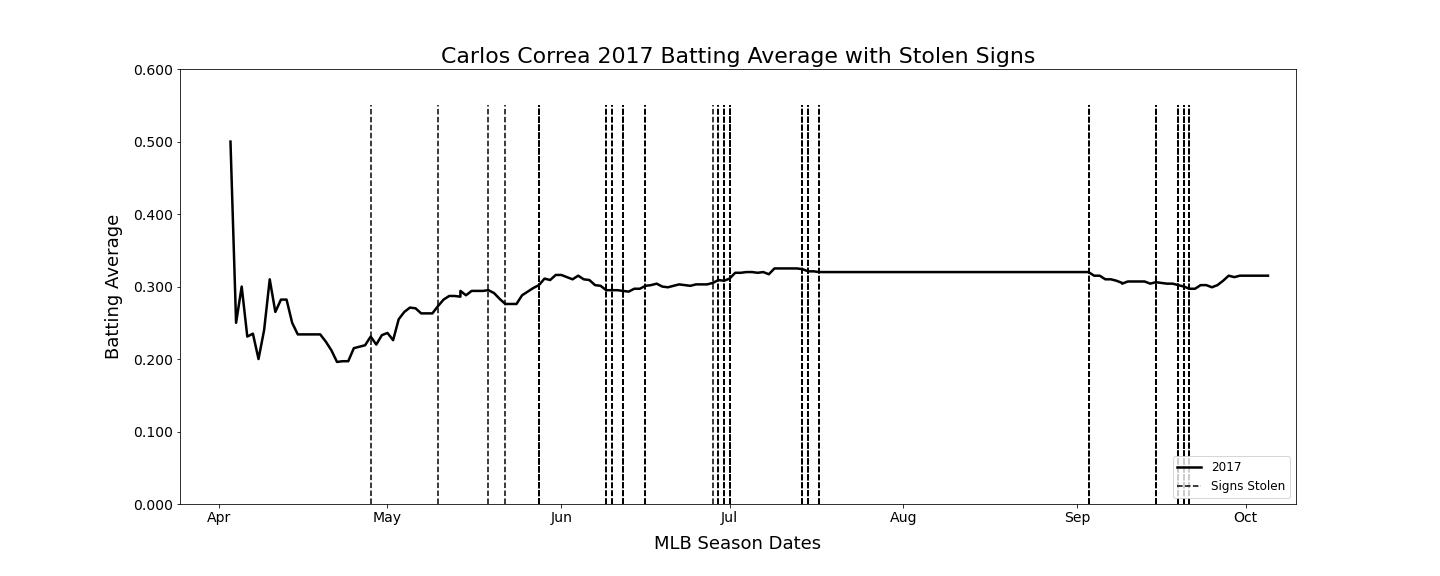 Carlos Correa 2017 Batting Average with Stolen Signs
0.600
0.500
0.400
0.300
0.200
0.100
0.000
Batting Average
2017
Signs Stolen
Apr May Jun Jul Aug Sep Oct
MLB Season Dates